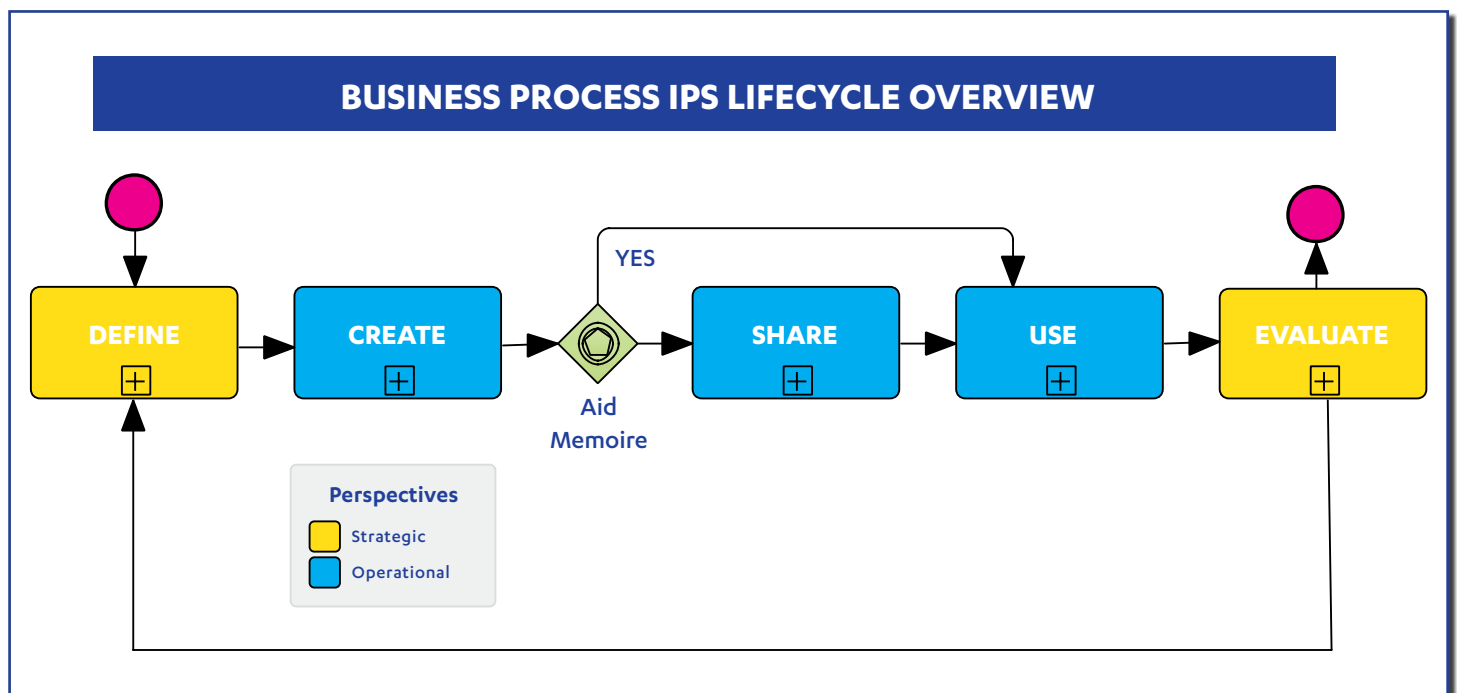 BUSINESS PROCESS IPS LIFECYCLE OVERVIEW
YES
DEFINE
CREATE
SHARE
USE
EVALUATE
Aid
Memoire
Perspectives
Strategic
Operational